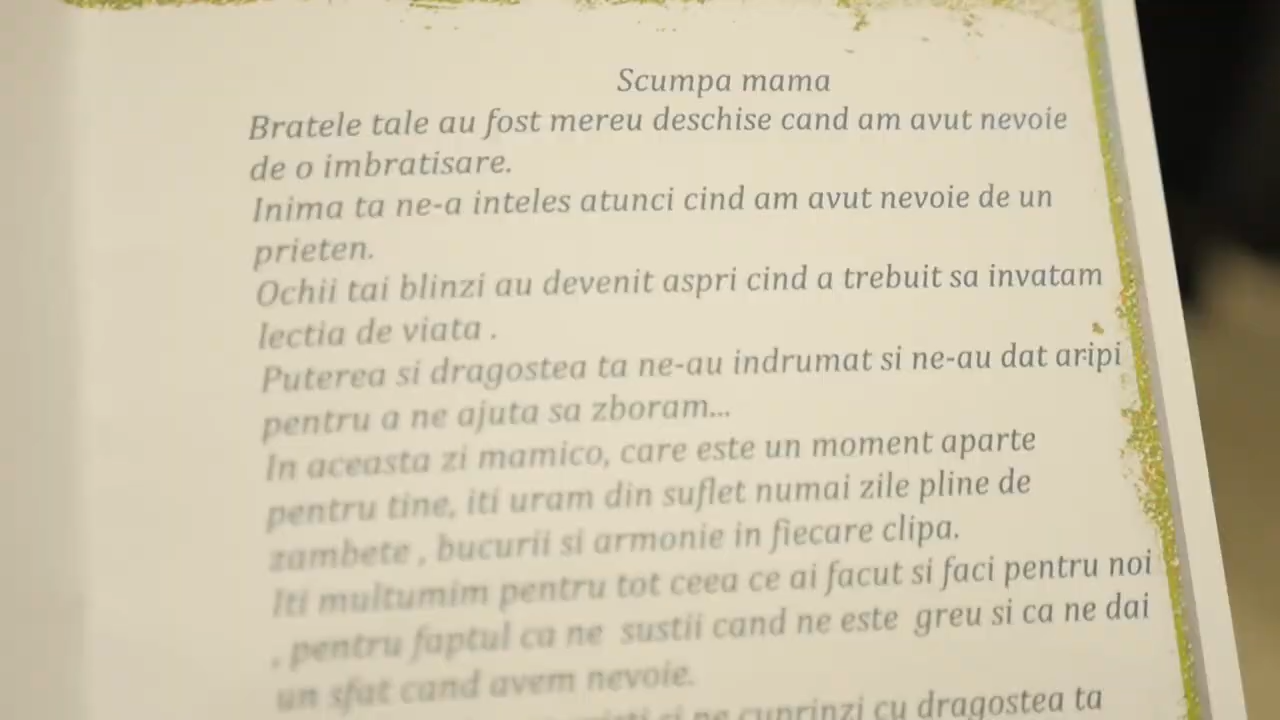 Scumpa mama
Bratele tale au fost mereu deschise cand am avut nevoie
de o imbratisare.
Inima ta ne-a inteles atunci cind am avut nevoie de un
prieten.
Ochii tai blinzi au devenit aspri cind a trebuit sa invatam
lectia de viata .
Puterea si dragostea ta ne-au indrumat si ne-au dat aripi
pentru a ne ajuta sa zboram...
In aceasta zi mamico, care este un moment aparte
pentru tine, iti uram din suflet numai zile pline de
zambete , bucurii si armonie in fiecare clipa.
Iti multumim pentru tot ceea ce ai facut si faci pentru noi
, pentru faptul ca ne  sustii cand ne este  greu si ca ne dai
un sfat cand avem nevoie.
si ne cuprinzi cu dragostea ta